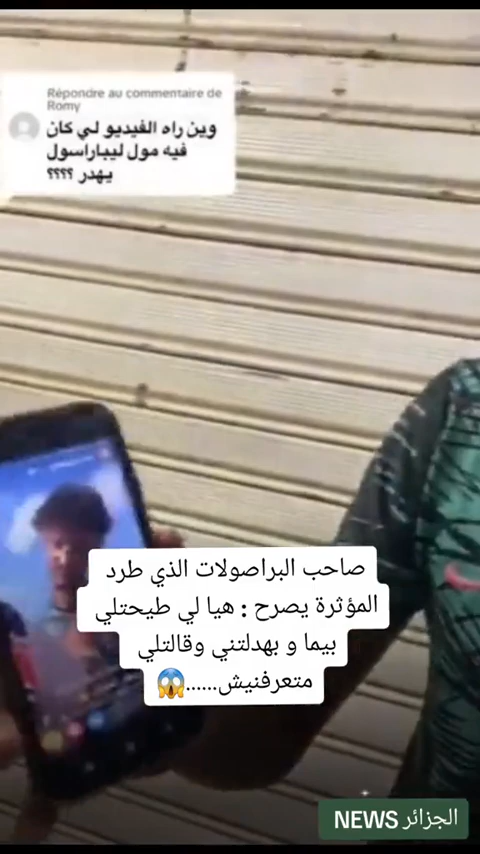 Répondre au commentaire de
Romy
وين راه الفيديو لي كان
فيه مول ليباراسول
يهدر ؟؟؟؟
صاحب البراصولات الذي طرد
المؤثرة يصرح : هيا لي طيحتلي
بيما و بهدلتني وقالتلي
متعرفنيش......😱
الجزائر NEWS